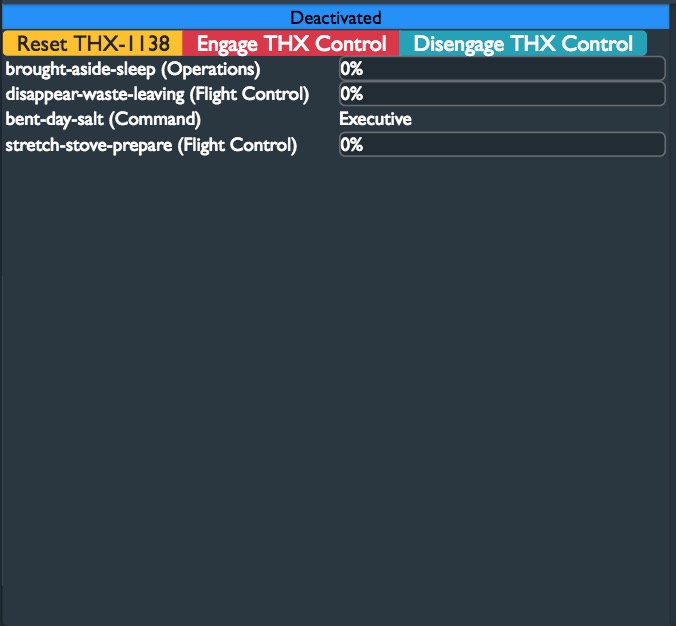 Deactivated
Reset THX-1138 Engage THX Control Disengage THX Control
brought-aside-sleep (Operations) 0%
disappear-waste-leaving (Flight Control) 0%
bent-day-salt (Command) Executive
stretch-stove-prepare (Flight Control) 0%